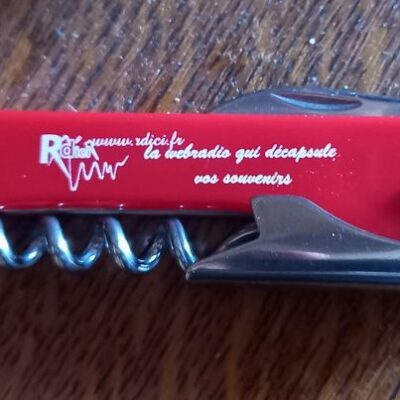 Rdici
www.rdici.fr
la webradio qui décapsule
vos souvenirs